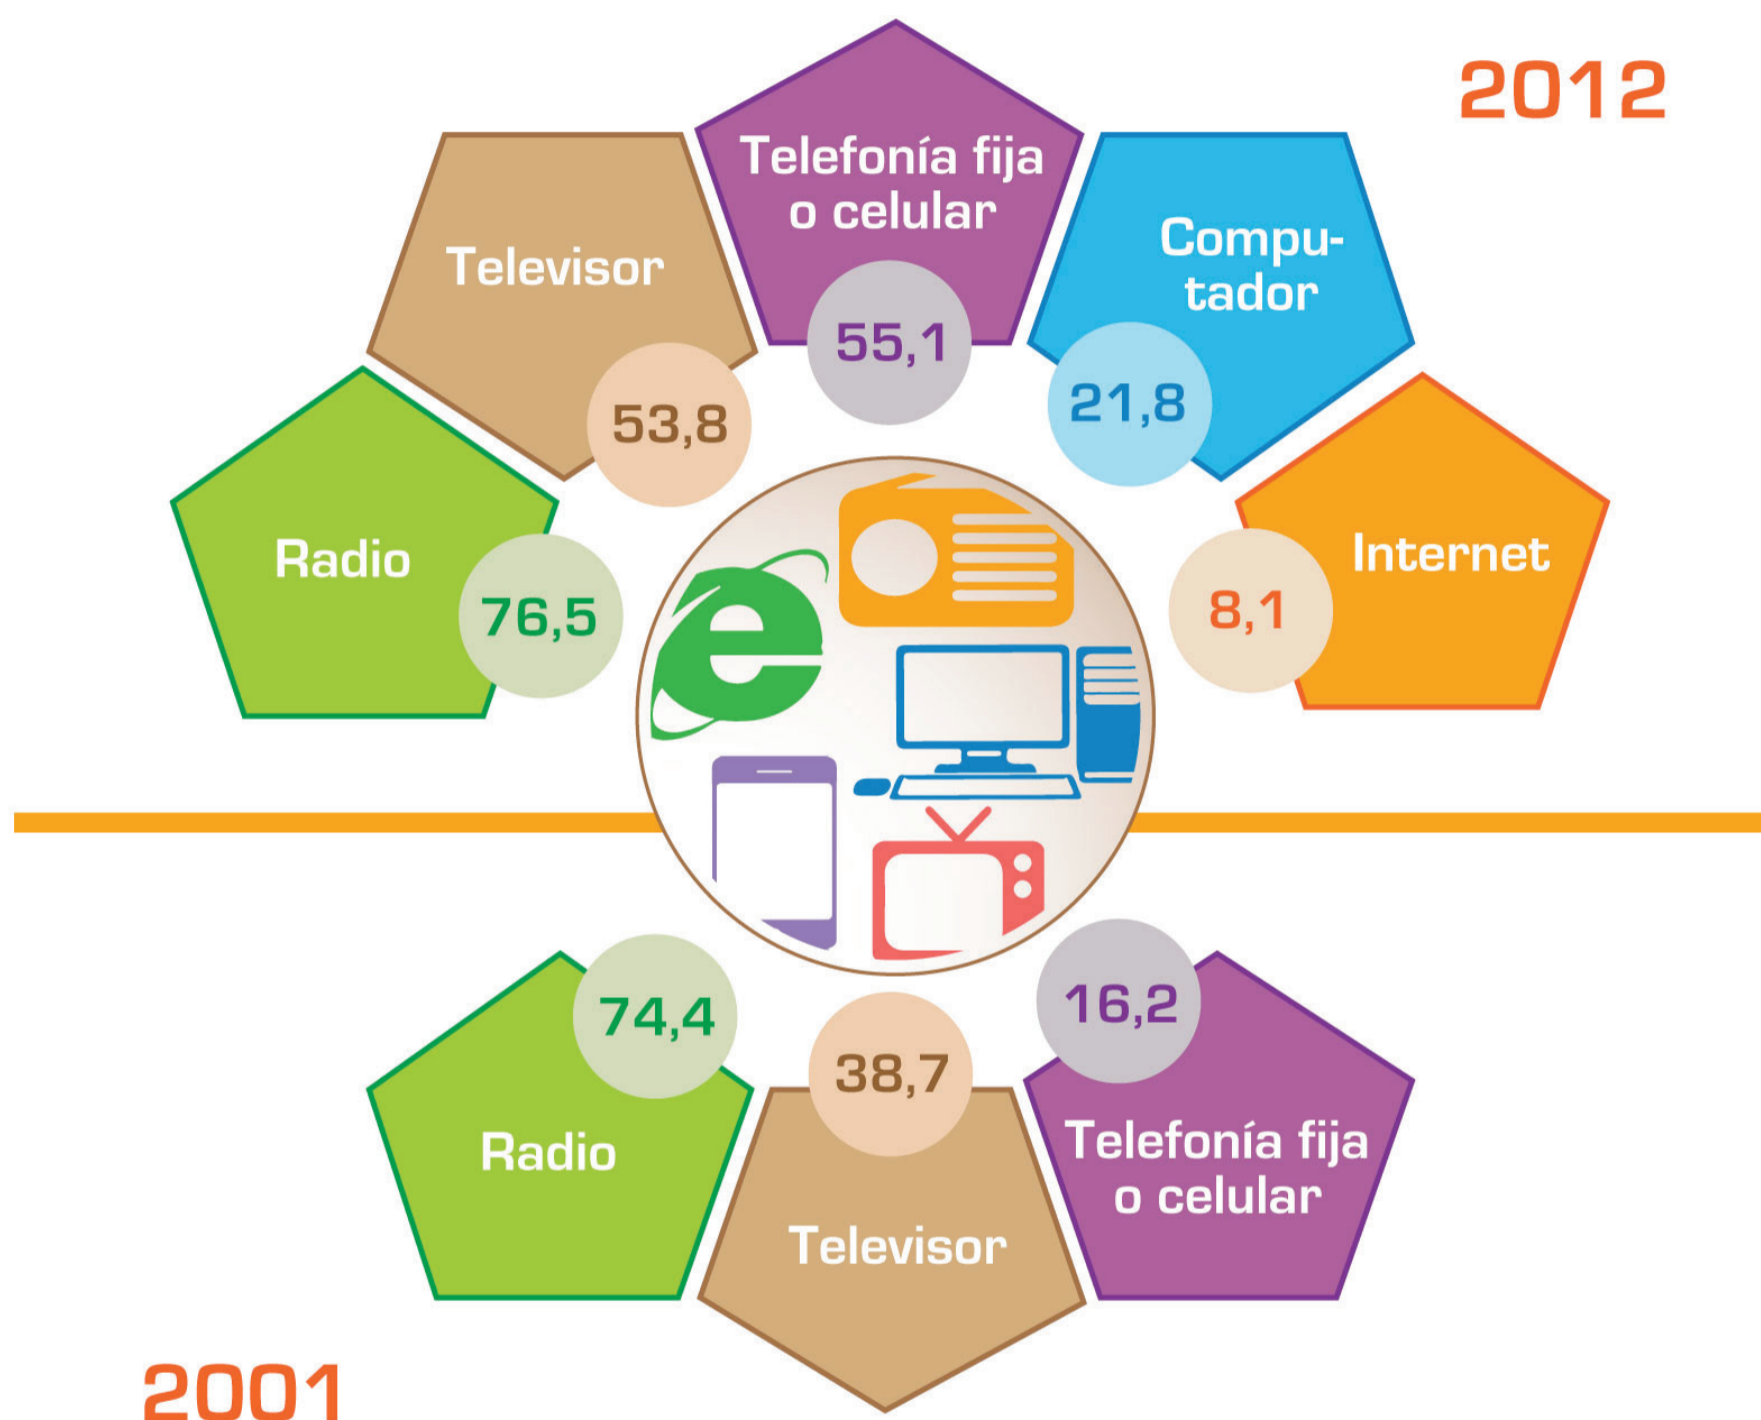 2012
Telefonía fija
o celular
55,1
Televisor
53,8
Compu-
tador
21,8
Radio
76,5
Internet
8,1
Radio
74,4
Televisor
38,7
Telefonía fija
o celular
16,2
2001